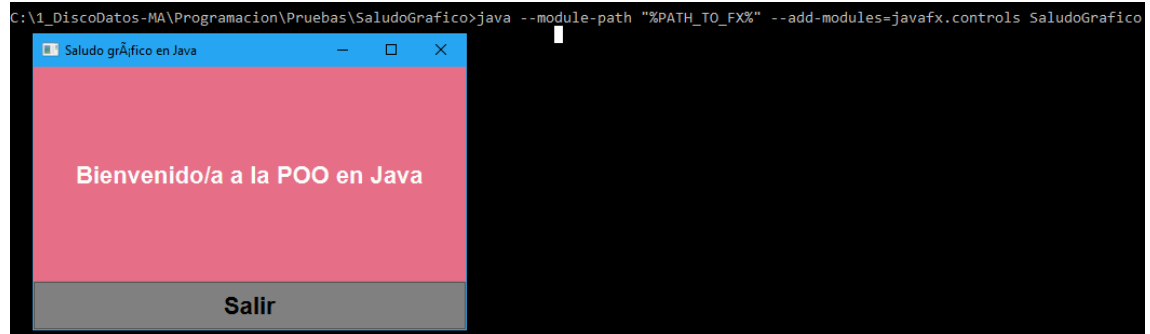 C:\1_DiscoDatos-MA\Programacion\Pruebas\SaludoGrafico>java --module-path "%PATH_TO_FX%" --add-modules=javafx.controls SaludoGrafico
Saludo grÃ¡fico en Java
Bienvenido/a a la POO en Java
Salir